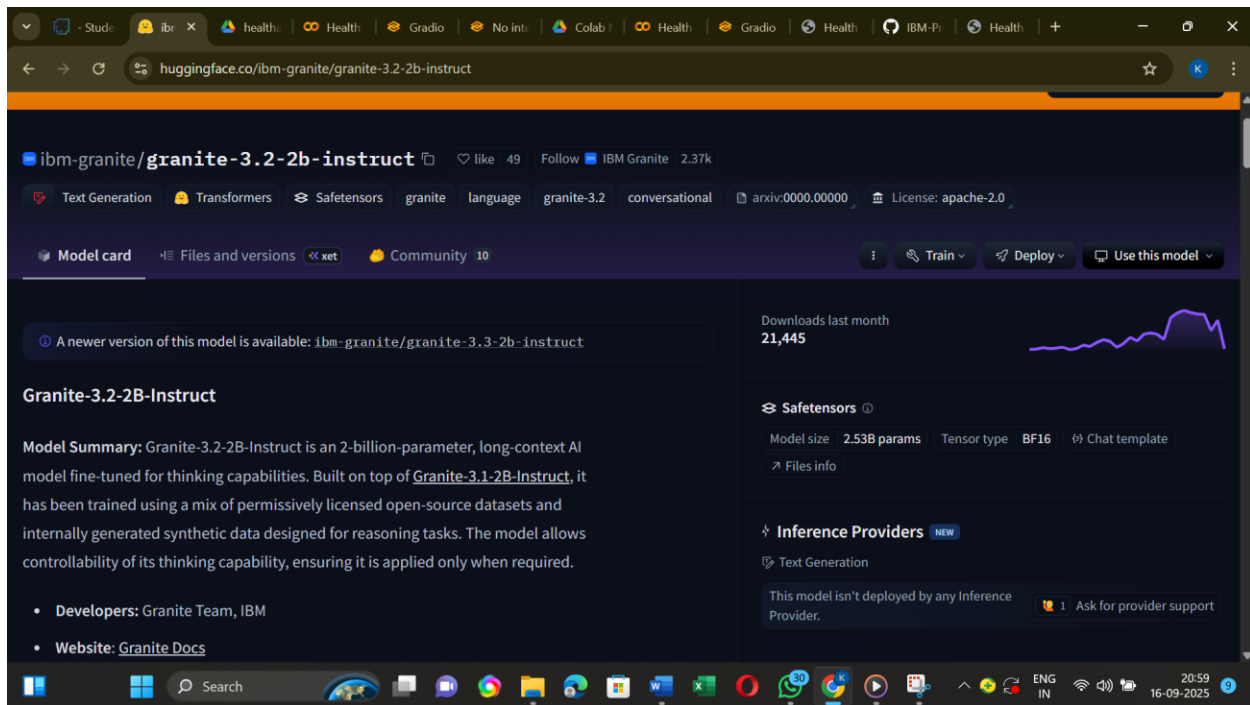 - Stude
ibr
healtha
Health
Gradio
No inte
Colab
Health
Gradio
Health
IBM-Pr
Health
huggingface.co/ibm-granite/granite-3.2-2b-instruct
K
ibm-granite/granite-3.2-2b-instruct like 49 Follow IBM Granite 2.37k
Text Generation Transformers Safetensors granite language granite-3.2 conversational arxiv:0000.00000 License: apache-2.0
Model card Files and versions xet Community 10 Train Deploy Use this model
A newer version of this model is available: ibm-granite/granite-3.3-2b-instruct
Granite-3.2-2B-Instruct
Model Summary: Granite-3.2-2B-Instruct is an 2-billion-parameter, long-context AI
model fine-tuned for thinking capabilities. Built on top of Granite-3.1-2B-Instruct, it
has been trained using a mix of permissively licensed open-source datasets and
internally generated synthetic data designed for reasoning tasks. The model allows
controllability of its thinking capability, ensuring it is applied only when required.
• Developers: Granite Team, IBM
• Website: Granite Docs
Downloads last month
21,445
Safetensors
Model size 2.53B params Tensor type BF16 Chat template
Files info
Inference Providers NEW
Text Generation
This model isn't deployed by any Inference
Provider.
1 Ask for provider support
Search
30
K
ENG
IN
20:59
16-09-2025
9